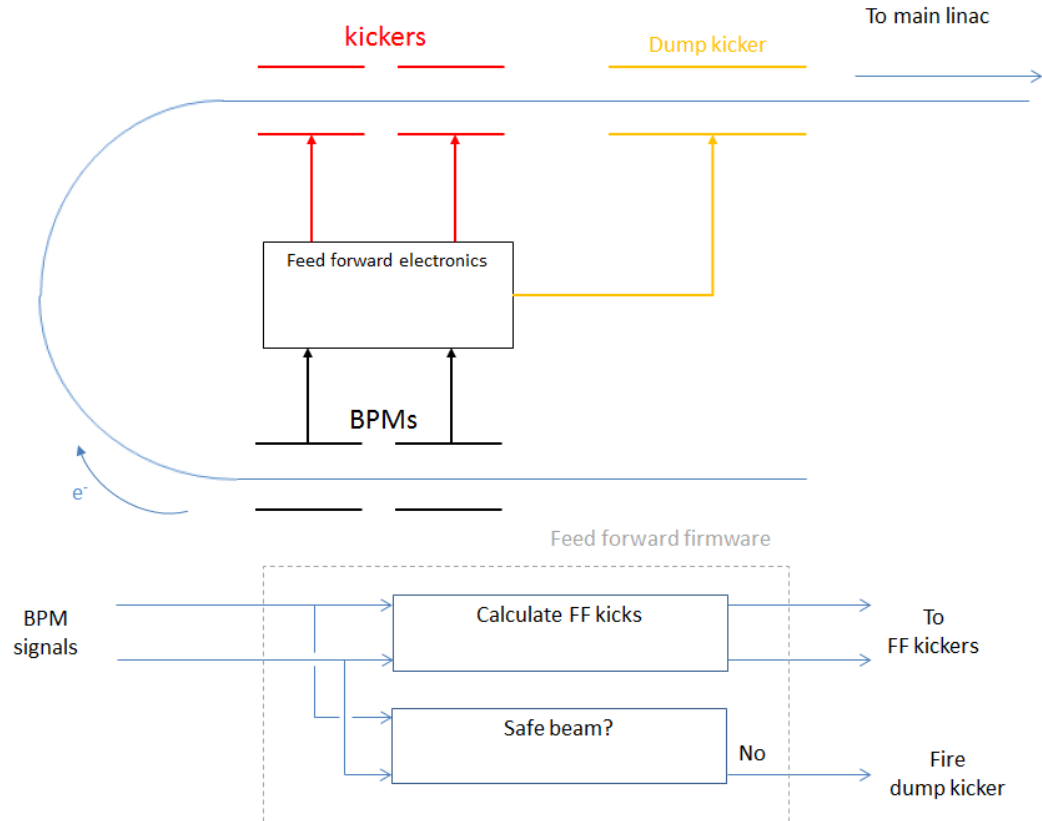 To main linac
kickers
Dump kicker
Feed forward electronics
BPMs
e-
Feed forward firmware
BPM
signals
Calculate FF kicks
To
FF kickers
Safe beam?
No
Fire
dump kicker